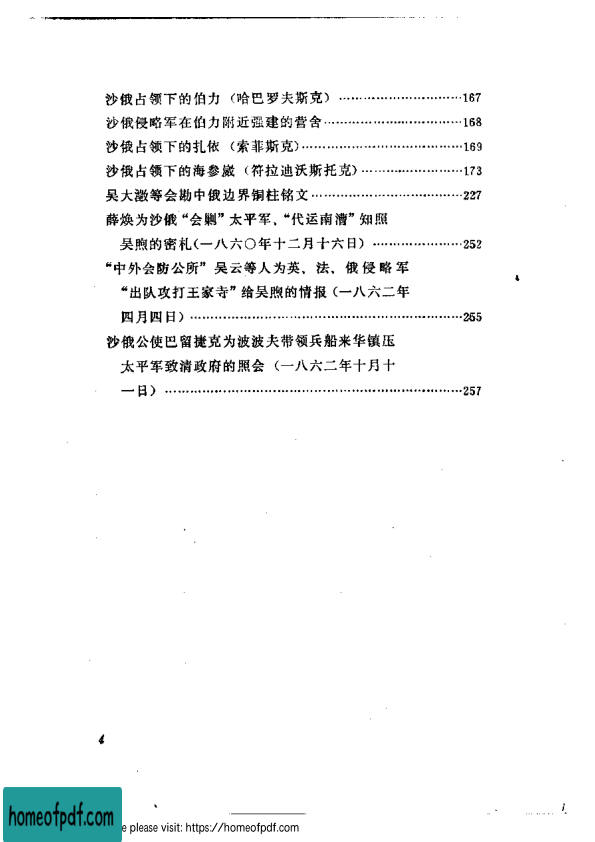 沙俄占领下的伯力（哈巴罗夫斯克）……………………………167
沙俄侵略军在伯力附近强建的营舍……………………………168
沙俄占领下的扎依（索菲斯克）…………………………………169
沙俄占领下的海参崴（符拉迪沃斯托克）………………………173
吴大澂等会勘中俄边界铜柱铭文………………………………227
薛焕为沙俄“会剿”太平军、“代运南漕”知照
吴煦的密札（一八六〇年十二月十六日）………………………252
“中外会防公所”吴云等人为英、法、俄侵略军
“出队攻打王家寺”给吴煦的情报（一八六二年
四月四日）……………………………………………………255
沙俄公使巴留捷克为波波夫带领兵船来华镇压
太平军致清政府的照会（一八六二年十月十
一日）…………………………………………………………257
4
homeofpdf.com
e please visit: https://homeofpdf.com